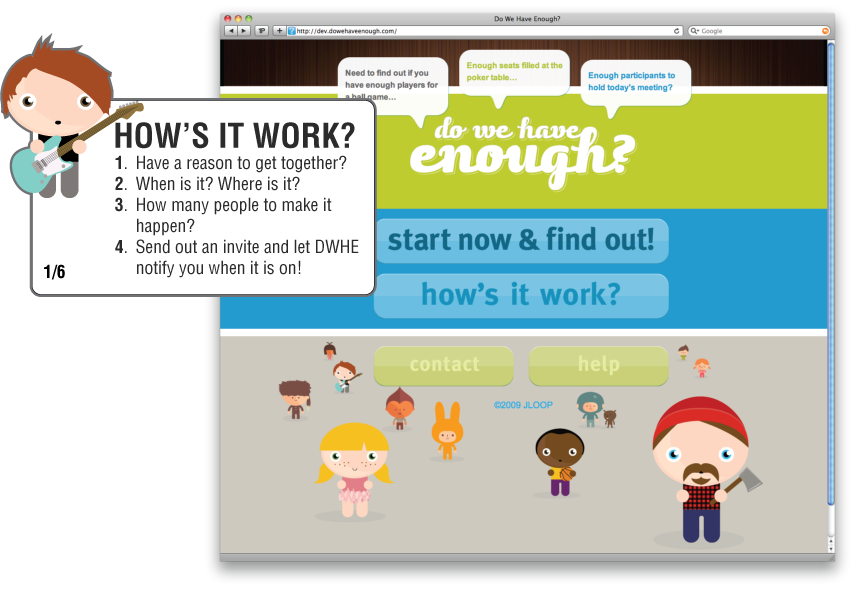 Do We Have Enough?
http://dev.dowehaveenough.com/
Google
Need to find out if you
have enough players for
a ball game…
Enough seats filled at the
poker table…
Enough participants to
hold today's meeting?
do we have
enough?
HOW'S IT WORK?
1. Have a reason to get together?
2. When is it? Where is it?
3. How many people to make it
happen?
4. Send out an invite and let DWHE
notify you when it is on!
1/6
start now & find out!
how's it work?
contact
help
©2009 JLOOP